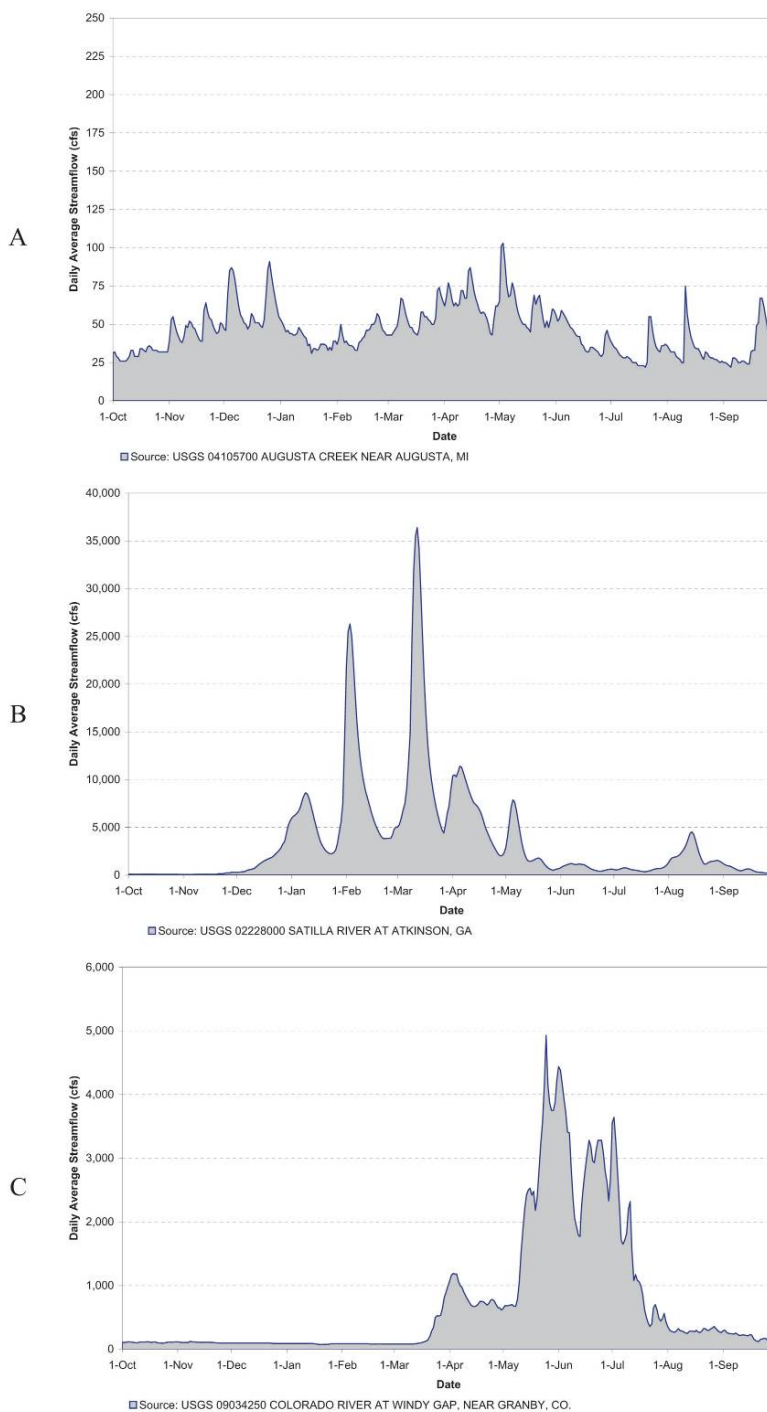 A
Daily Average Streamflow (cfs)
250
225
200
175
150
125
100
75
50
25
0
1-Oct 1-Nov 1-Dec 1-Jan 1-Feb 1-Mar 1-Apr 1-May 1-Jun 1-Jul 1-Aug 1-Sep
Date
Source: USGS 04105700 AUGUSTA CREEK NEAR AUGUSTA, MI
B
Daily Average Streamflow (cfs)
40,000
35,000
30,000
25,000
20,000
15,000
10,000
5,000
0
1-Oct 1-Nov 1-Dec 1-Jan 1-Feb 1-Mar 1-Apr 1-May 1-Jun 1-Jul 1-Aug 1-Sep
Date
Source: USGS 02228000 SATILLA RIVER AT ATKINSON, GA
C
Daily Average Streamflow (cfs)
6,000
5,000
4,000
3,000
2,000
1,000
0
1-Oct 1-Nov 1-Dec 1-Jan 1-Feb 1-Mar 1-Apr 1-May 1-Jun 1-Jul 1-Aug 1-Sep
Date
Source: USGS 09034250 COLORADO RIVER AT WINDY GAP, NEAR GRANBY, CO.